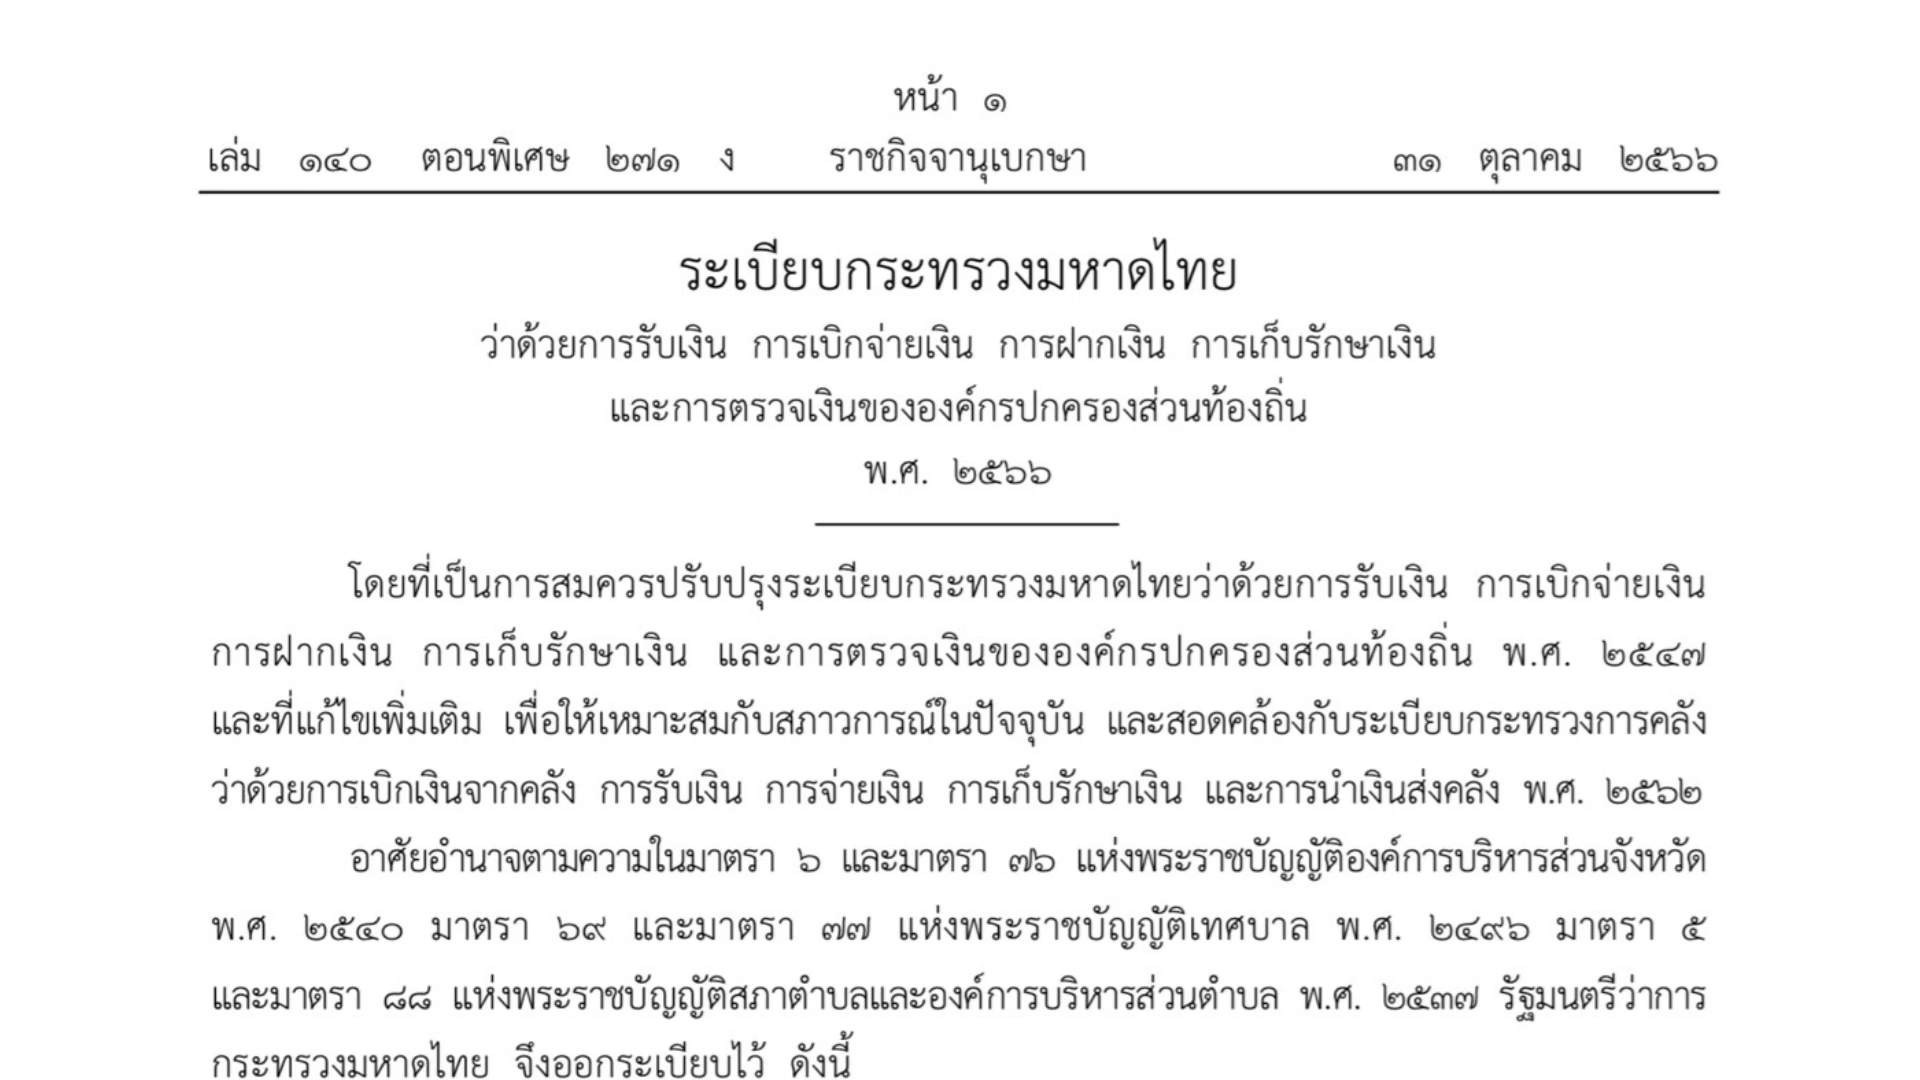 หน้า ๑
เล่ม ๑๔๐ ตอนพิเศษ ๒๗๑ ง ราชกิจจานุเบกษา ๓๑ ตุลาคม ๒๕๖๖
ระเบียบกระทรวงมหาดไทย
ว่าด้วยการรับเงิน การเบิกจ่ายเงิน การฝากเงิน การเก็บรักษาเงิน
และการตรวจเงินขององค์กรปกครองส่วนท้องถิ่น
พ.ศ. ๒๕๖๖
โดยที่เป็นการสมควรปรับปรุงระเบียบกระทรวงมหาดไทยว่าด้วยการรับเงิน การเบิกจ่ายเงิน
การฝากเงิน การเก็บรักษาเงิน และการตรวจเงินขององค์กรปกครองส่วนท้องถิ่น พ.ศ. ๒๕๔๗
และที่แก้ไขเพิ่มเติม เพื่อให้เหมาะสมกับสภาวการณ์ในปัจจุบัน และสอดคล้องกับระเบียบกระทรวงการคลัง
ว่าด้วยการเบิกเงินจากคลัง การรับเงิน การจ่ายเงิน การเก็บรักษาเงิน และการนำเงินส่งคลัง พ.ศ. ๒๕๖๒
อาศัยอำนาจตามความในมาตรา ๖ และมาตรา ๗๖ แห่งพระราชบัญญัติองค์การบริหารส่วนจังหวัด
พ.ศ. ๒๕๔๐ มาตรา ๖๙ และมาตรา ๗๗ แห่งพระราชบัญญัติเทศบาล พ.ศ. ๒๔๙๖ มาตรา ๕
และมาตรา ๘๘ แห่งพระราชบัญญัติสภาตำบลและองค์การบริหารส่วนตำบล พ.ศ. ๒๕๓๗ รัฐมนตรีว่าการ
กระทรวงมหาดไทย จึงออกระเบียบไว้ ดังนี้